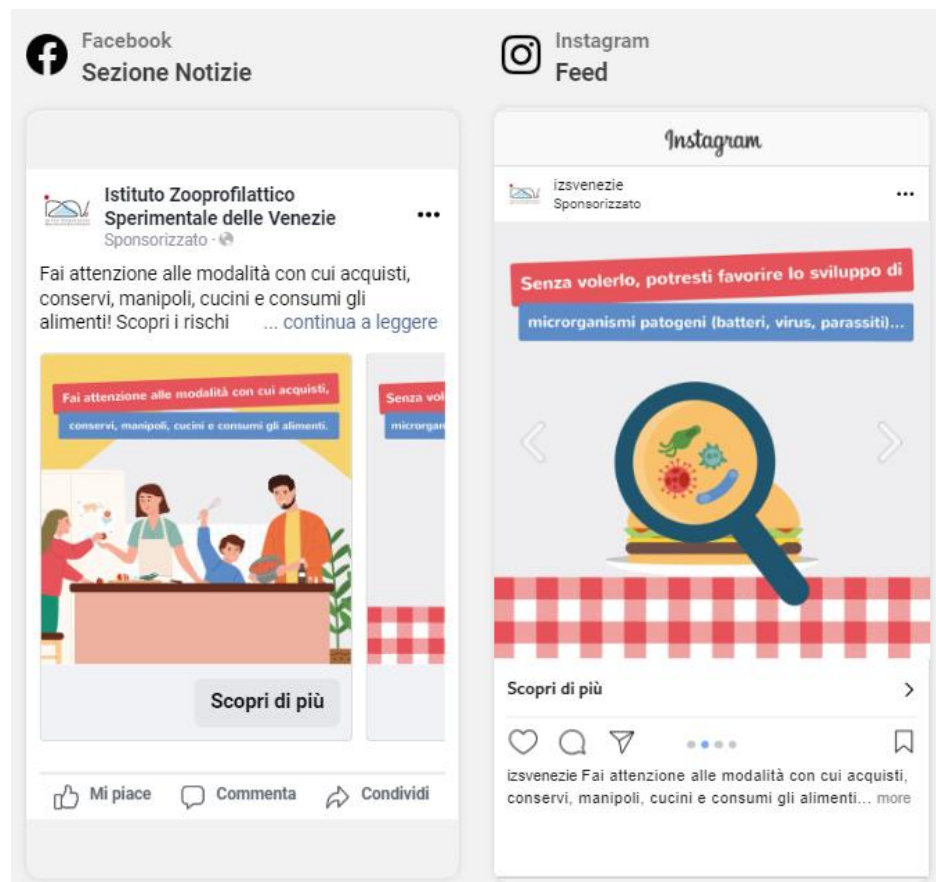 Facebook
Sezione Notizie
Istituto Zooprofilattico
Sperimentale delle Venezie
Sponsorizzato ·
Fai attenzione alle modalità con cui acquisti,
conservi, manipoli, cucini e consumi gli
alimenti! Scopri i rischi ... continua a leggere
Fai attenzione alle modalità con cui acquisti,
conservi, manipoli, cucini e consumi gli alimenti.
Senza vol
microrgan
Scopri di più
Mi piace
Commenta
Condividi
Instagram
Feed
Instagram
izsvenezie
Sponsorizzato
Senza volerlo, potresti favorire lo sviluppo di
microrganismi patogeni (batteri, virus, parassiti)...
Scopri di più
izsvenezie Fai attenzione alle modalità con cui acquisti,
conservi, manipoli, cucini e consumi gli alimenti... more